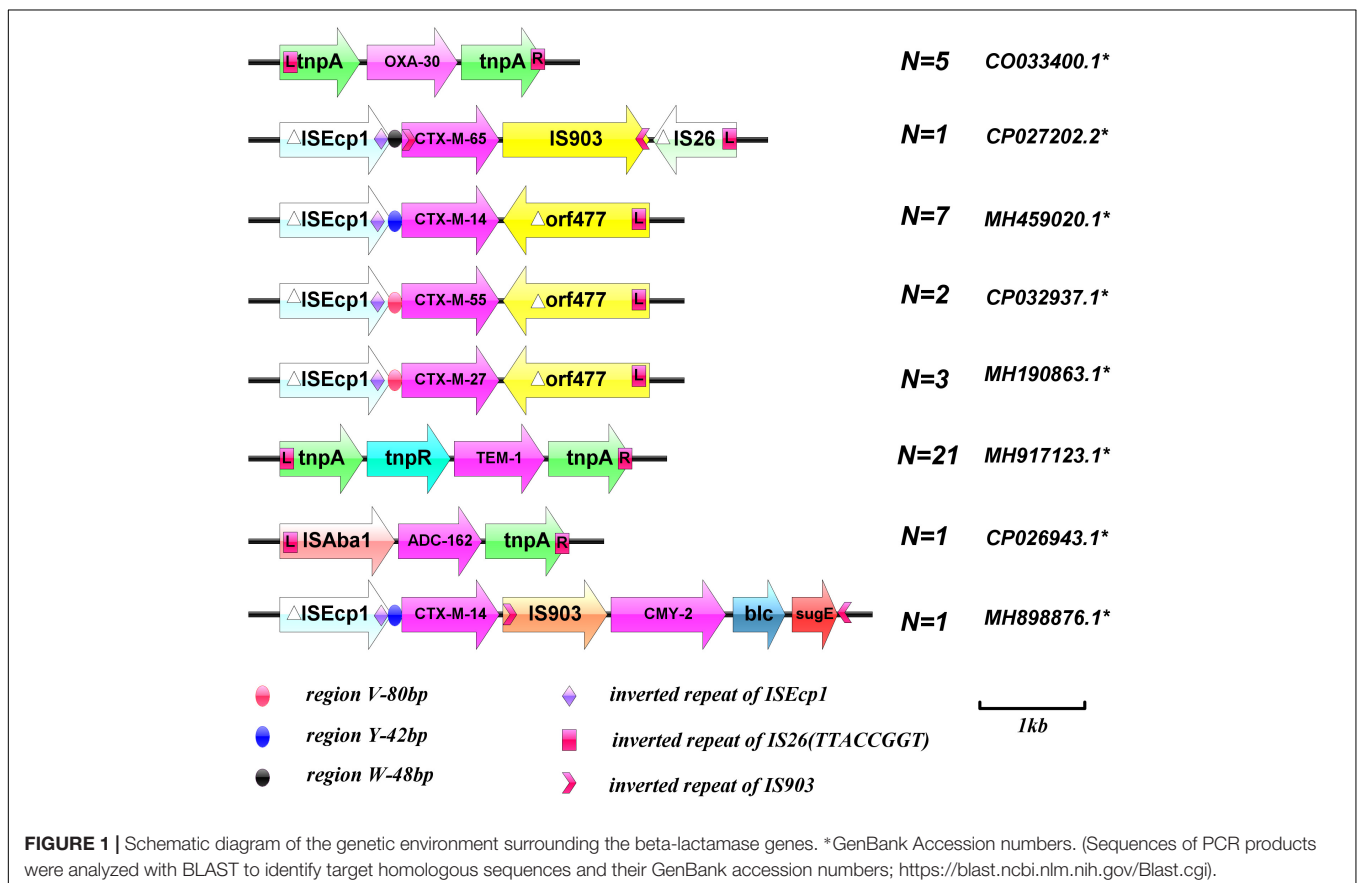 L tnpA OXA-30 tnpA R N=5 CO033400.1*
△ISEcp1 CTX-M-65 IS903 △IS26 L N=1 CP027202.2*
△ISEcp1 CTX-M-14 △orf477 L N=7 MH459020.1*
△ISEcp1 CTX-M-55 △orf477 L N=2 CP032937.1*
△ISEcp1 CTX-M-27 △orf477 L N=3 MH190863.1*
L tnpA tnpR TEM-1 tnpA R N=21 MH917123.1*
L ISAba1 ADC-162 tnpA R N=1 CP026943.1*
△ISEcp1 CTX-M-14 IS903 CMY-2 blc sugE N=1 MH898876.1*
region V-80bp inverted repeat of ISEcp1
1kb
region Y-42bp inverted repeat of IS26(TTACCGGT)
region W-48bp inverted repeat of IS903
FIGURE 1 | Schematic diagram of the genetic environment surrounding the beta-lactamase genes. *GenBank Accession numbers. (Sequences of PCR products
were analyzed with BLAST to identify target homologous sequences and their GenBank accession numbers; https://blast.ncbi.nlm.nih.gov/Blast.cgi).